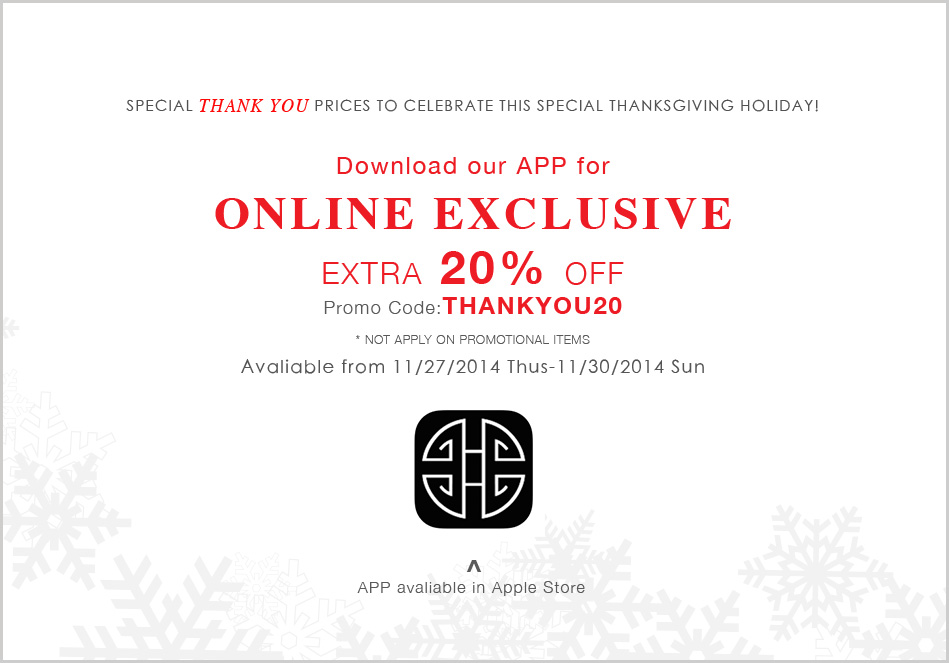 SPECIAL THANK YOU PRICES TO CELEBRATE THIS SPECIAL THANKSGIVING HOLIDAY!
Download our APP for
ONLINE EXCLUSIVE
EXTRA 20% OFF
Promo Code:THANKYOU20
* NOT APPLY ON PROMOTIONAL ITEMS
Avaliable from 11/27/2014 Thus-11/30/2014 Sun
^
APP avaliable in Apple Store